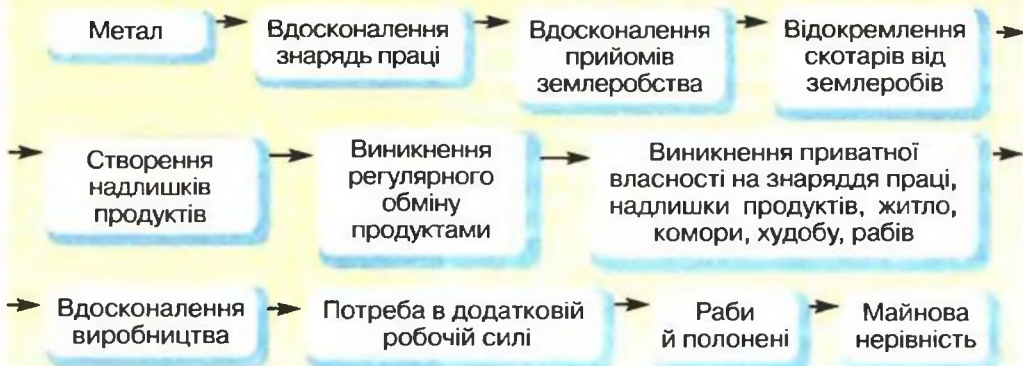 Метал
Вдосконалення
знарядь праці
Вдосконалення
прийомів
землеробства
Відокремлення
скотарів від
землеробів
Створення
надлишків
продуктів
Виникнення
регулярного
обміну
продуктами
Виникнення приватної
власності на знаряддя праці,
надлишки продуктів, житло,
комори, худобу, рабів
Вдосконалення
виробництва
Потреба в додатковій
робочій силі
Раби
й полонені
Майнова
нерівність